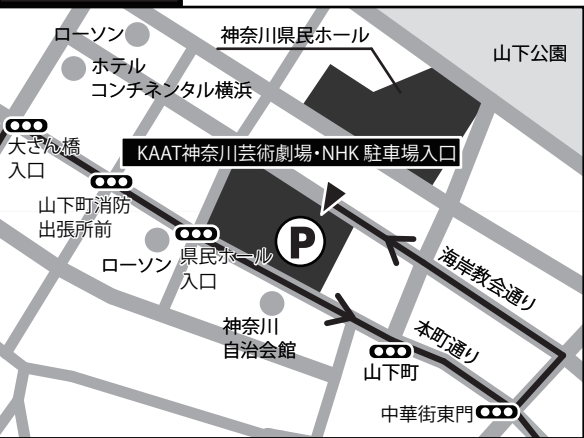 ローソン
神奈川県民ホール
山下公園
ホテル
コンチネンタル横浜
大さん橋
入口
KAAT神奈川芸術劇場・NHK 駐車場入口
山下町消防
出張所前
P
ローソン
県民ホール
入口
海岸教会通り
神奈川
自治会館
本町通り
山下町
中華街東門